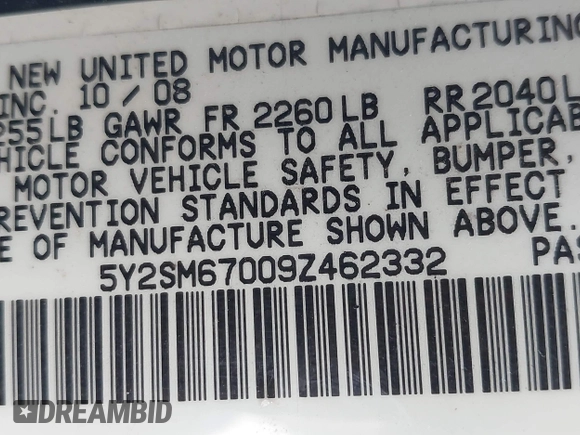 NEW UNITED MOTOR MANUFACTURING
INC. 10 / 08
255LB GAWR FR 2260LB RR2040L
HICLE CONFORMS TO ALL APPLICAB
MOTOR VEHICLE SAFETY, BUMPER,
REVENTION STANDARDS IN EFFECT
E OF MANUFACTURE SHOWN ABOVE.
5Y2SM67009Z462332 PAS
DREAMBID